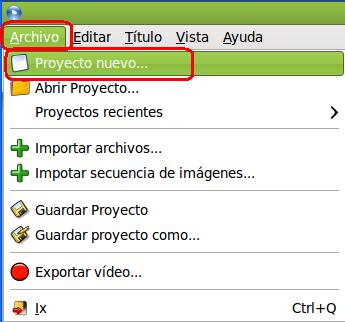 Archivo Editar Título Vista Ayuda
Proyecto nuevo...
Abrir Proyecto...
Proyectos recientes
Importar archivos...
Impotar secuencia de imágenes...
Guardar Proyecto
Guardar proyecto como...
Exportar vídeo...
Ix Ctrl+Q